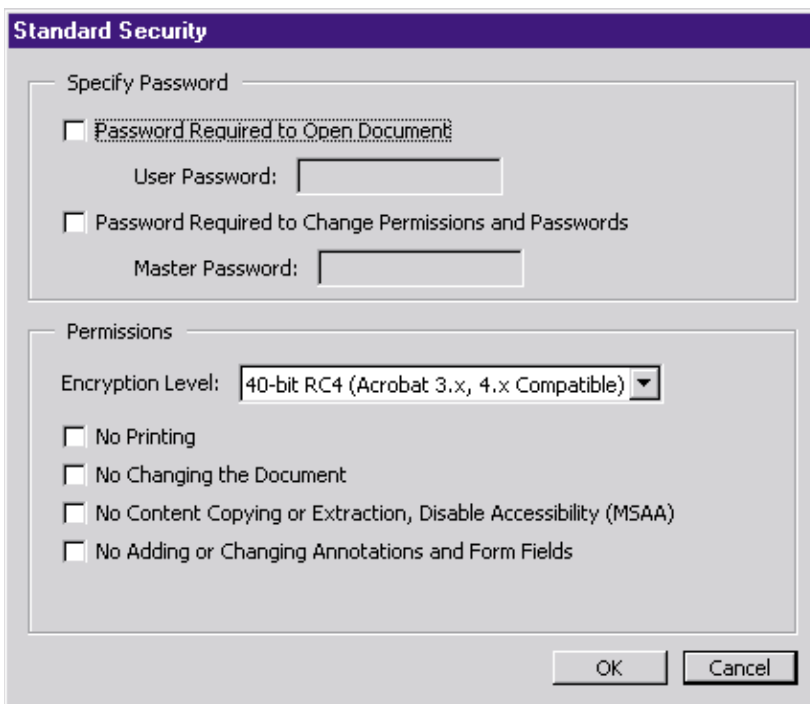 Standard Security
Specify Password
Password Required to Open Document
User Password:
Password Required to Change Permissions and Passwords
Master Password:
Permissions
Encryption Level: 40-bit RC4 (Acrobat 3.x, 4.x Compatible)
No Printing
No Changing the Document
No Content Copying or Extraction, Disable Accessibility (MSAA)
No Adding or Changing Annotations and Form Fields
OK Cancel